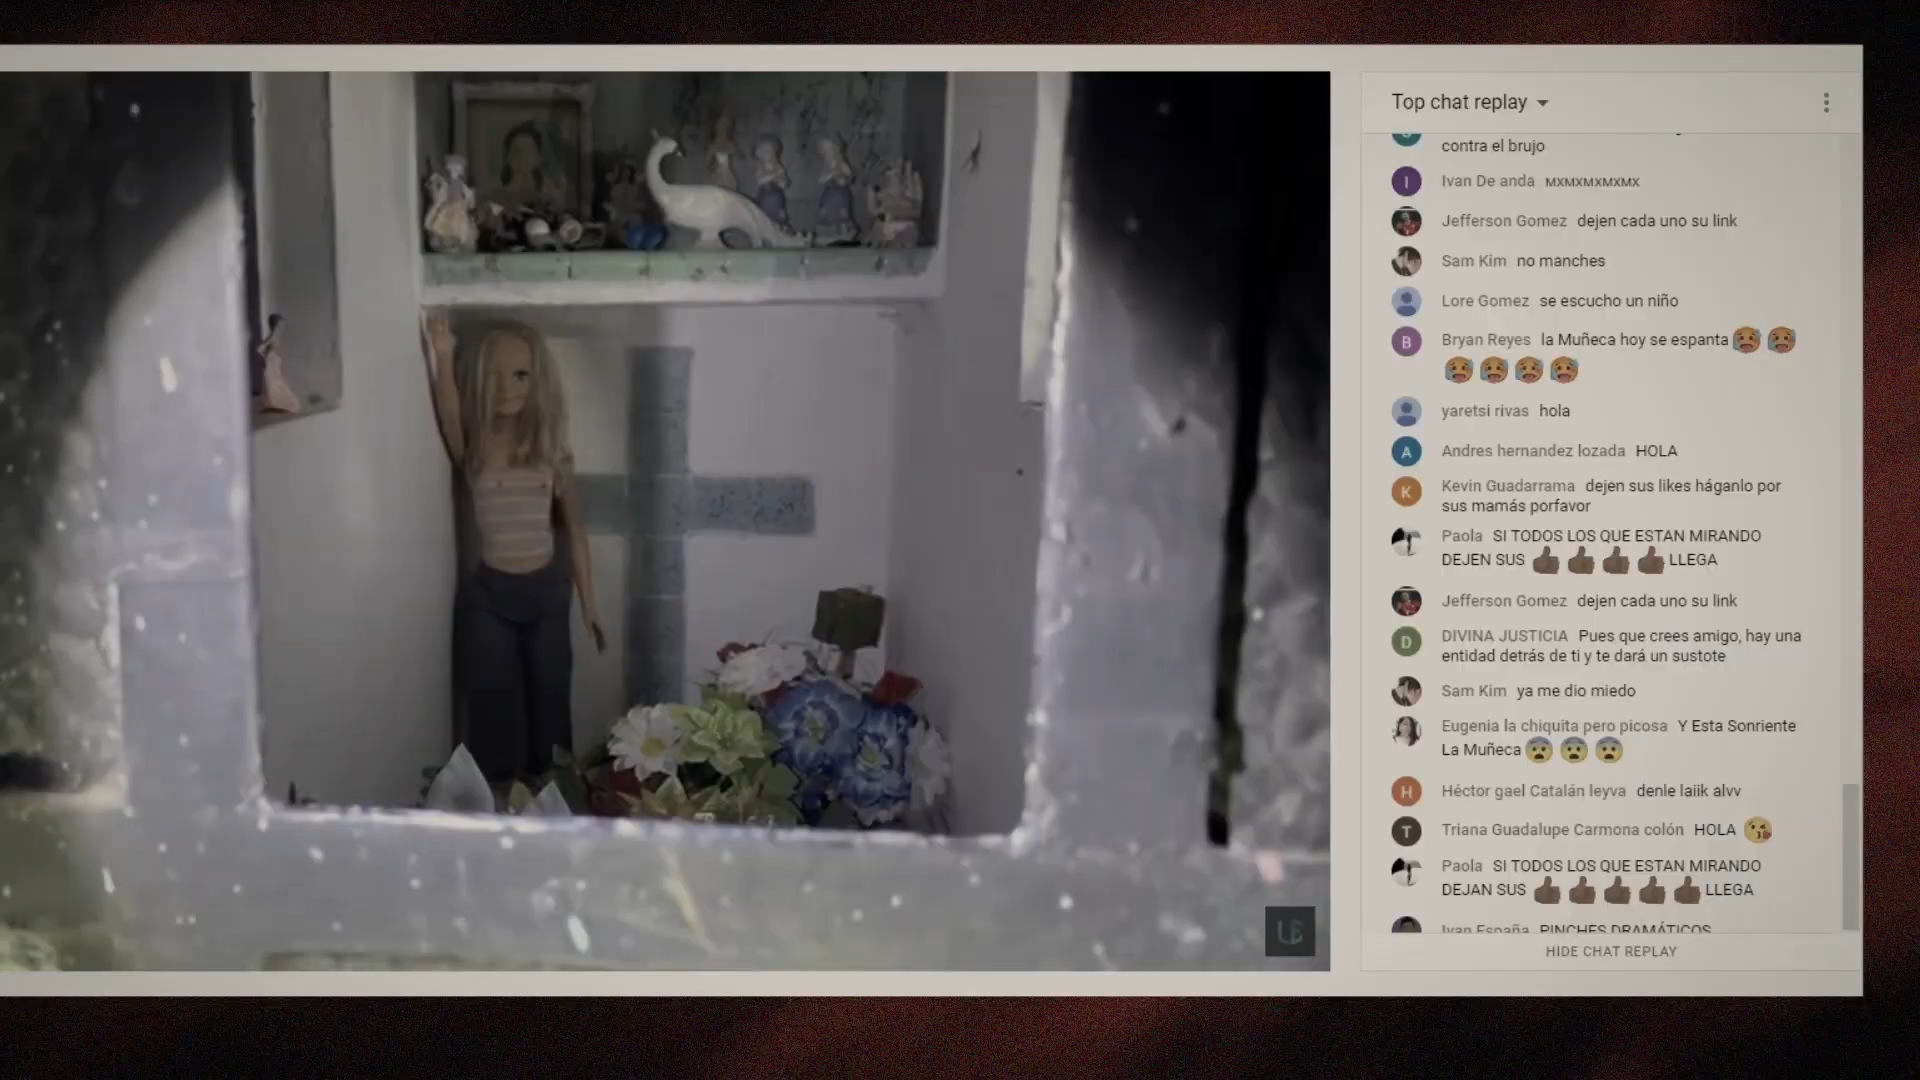 Top chat replay
contra el brujo
Ivan De anda MXMXMXMXMX
Jefferson Gomez dejen cada uno su link
Sam Kim no manches
Lore Gomez se escucho un niño
Bryan Reyes la Muñeca hoy se espanta
yaretsi rivas hola
Andres hernandez lozada HOLA
Kevin Guadarrama dejen sus likes háganlo por
sus mamás porfavor
Paola SI TODOS LOS QUE ESTAN MIRANDO
DEJEN SUS LLEGA
Jefferson Gomez dejen cada uno su link
DIVINA JUSTICIA Pues que crees amigo, hay una
entidad detrás de ti y te dará un sustote
Sam Kim ya me dio miedo
Eugenia la chiquita pero picosa Y Esta Sonriente
La Muñeca
Héctor gael Catalán leyva denle laiik alvv
Triana Guadalupe Carmona colón HOLA
Paola SI TODOS LOS QUE ESTAN MIRANDO
DEJAN SUS LLEGA
Ivan España PINCHES DRAMÁTICOS
HIDE CHAT REPLAY